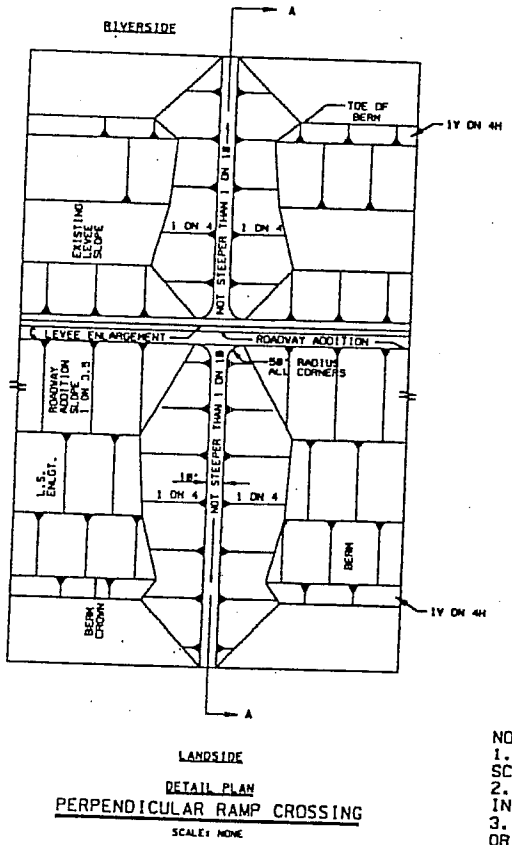 A
RIVERSIDE
TOE OF
BERM
1V ON 4H
NOT STEEPER THAN 1 ON 10
1 ON 4
1 ON 4
EXISTING
LEVEE
SLOPE
LEVEE ENLARGEMENT
ROADWAY ADDITION
50' RADIUS
ALL CORNERS
ROADWAY
ADDITION
SLOPE
1 ON 3.5
NOT STEEPER THAN 1 ON 10
10'
1 ON 4
1 ON 4
L.S.
ENLGT.
BERM
BERM
CROWN
1V ON 4H
A
LANDSIDE
DETAIL PLAN
PERPENDICULAR RAMP CROSSING
SCALE: NONE
NO
1.
SC
2.
IN
3.
OR